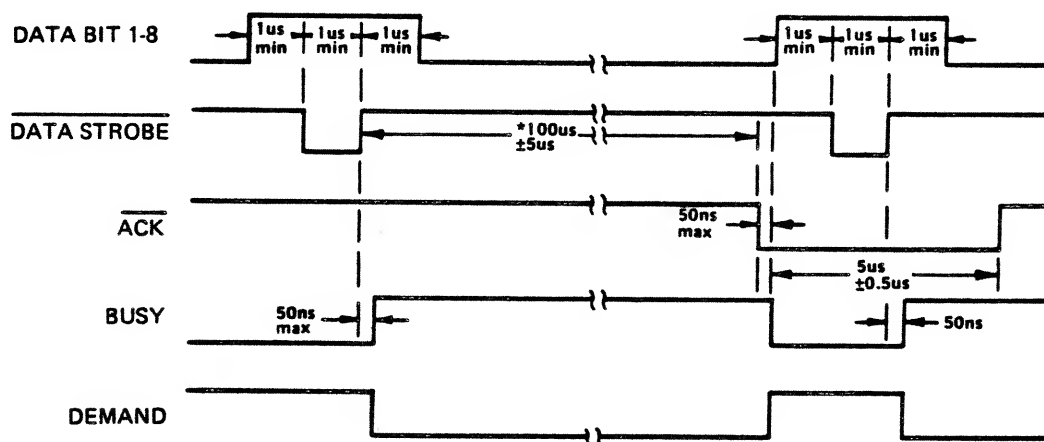 DATA BIT 1-8
1us min
1us min
1us min
1us min
1us min
1us min
DATA STROBE
*100us
±5us
ACK
50ns
max
5us
±0.5us
BUSY
50ns
max
50ns
DEMAND